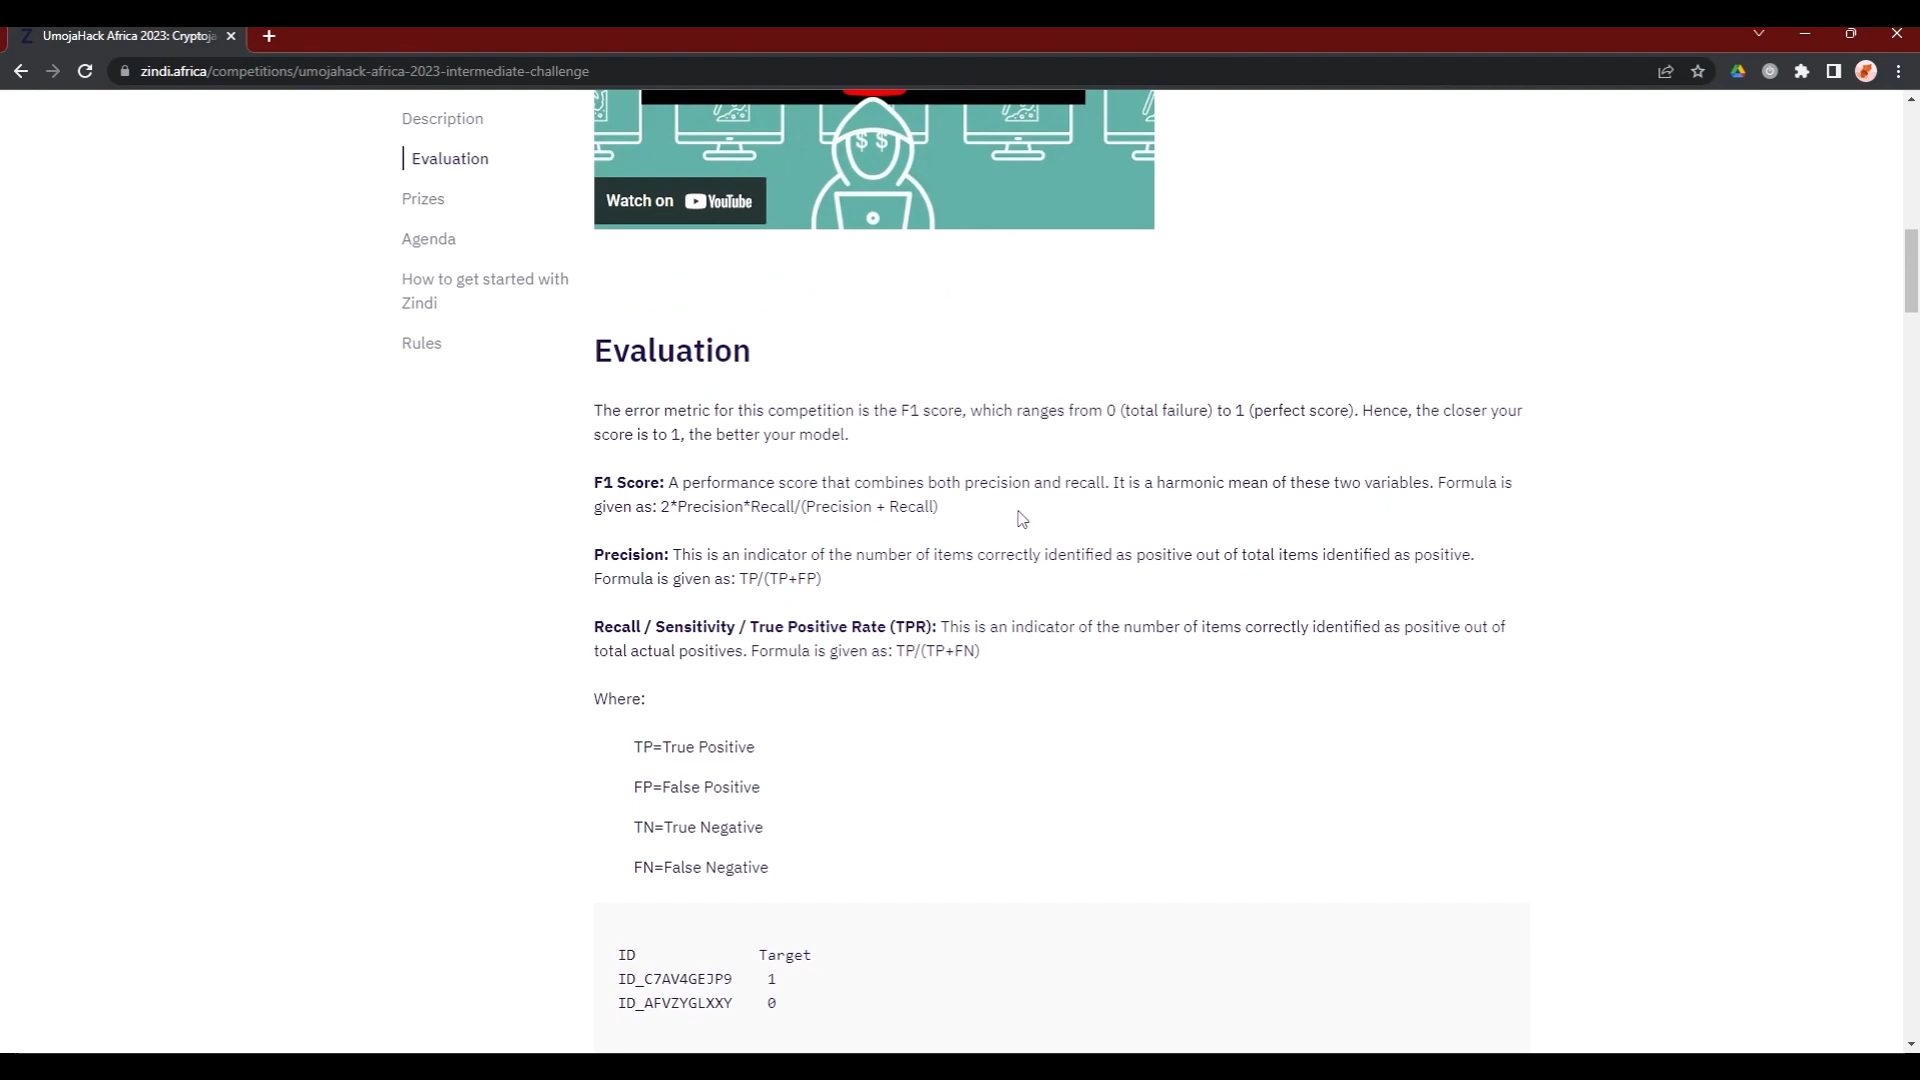 UmojaHack Africa 2023: Cryptoja
zindi.africa/competitions/umojahack-africa-2023-intermediate-challenge
Description
Evaluation
Prizes
Agenda
How to get started with
Zindi
Rules
$ $
Watch on YouTube
Evaluation
The error metric for this competition is the F1 score, which ranges from 0 (total failure) to 1 (perfect score). Hence, the closer your
score is to 1, the better your model.
F1 Score: A performance score that combines both precision and recall. It is a harmonic mean of these two variables. Formula is
given as: 2*Precision*Recall/(Precision + Recall)
Precision: This is an indicator of the number of items correctly identified as positive out of total items identified as positive.
Formula is given as: TP/(TP+FP)
Recall / Sensitivity / True Positive Rate (TPR): This is an indicator of the number of items correctly identified as positive out of
total actual positives. Formula is given as: TP/(TP+FN)
Where:
TP=True Positive
FP=False Positive
TN=True Negative
FN=False Negative
ID Target
ID_C7AV4GEJP9 1
ID_AFVZYGLXXY 0